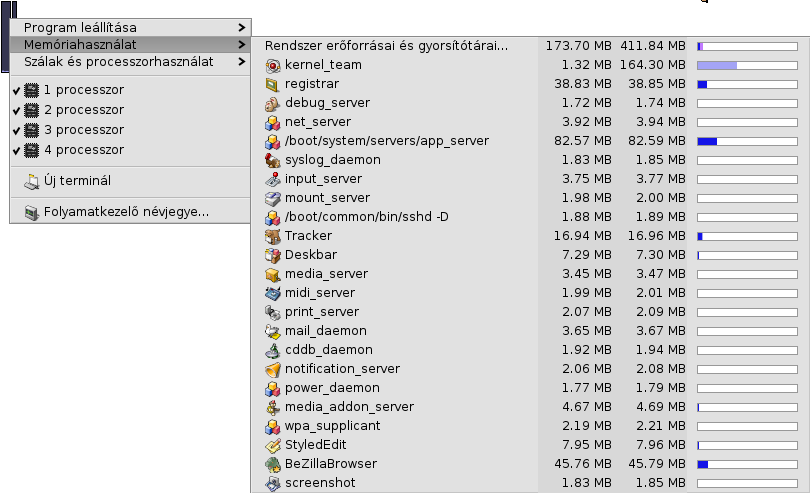 Program leállítása
Memóriahasználat
Szálak és processzorhasználat
1 processzor
2 processzor
3 processzor
4 processzor
Új terminál
Folyamatkezelő névjegye...
Rendszer erőforrásai és gyorsítótárai... 173.70 MB 411.84 MB
kernel_team 1.32 MB 164.30 MB
registrar 38.83 MB 38.85 MB
debug_server 1.72 MB 1.74 MB
net_server 3.92 MB 3.94 MB
/boot/system/servers/app_server 82.57 MB 82.59 MB
syslog_daemon 1.83 MB 1.85 MB
input_server 3.75 MB 3.77 MB
mount_server 1.98 MB 2.00 MB
/boot/common/bin/sshd -D 1.88 MB 1.89 MB
Tracker 16.94 MB 16.96 MB
Deskbar 7.29 MB 7.30 MB
media_server 3.45 MB 3.47 MB
midi_server 1.99 MB 2.01 MB
print_server 2.07 MB 2.09 MB
mail_daemon 3.65 MB 3.67 MB
cddb_daemon 1.92 MB 1.94 MB
notification_server 2.06 MB 2.08 MB
power_daemon 1.77 MB 1.79 MB
media_addon_server 4.67 MB 4.69 MB
wpa_supplicant 2.19 MB 2.21 MB
StyledEdit 7.95 MB 7.96 MB
BeZillaBrowser 45.76 MB 45.79 MB
screenshot 1.83 MB 1.85 MB